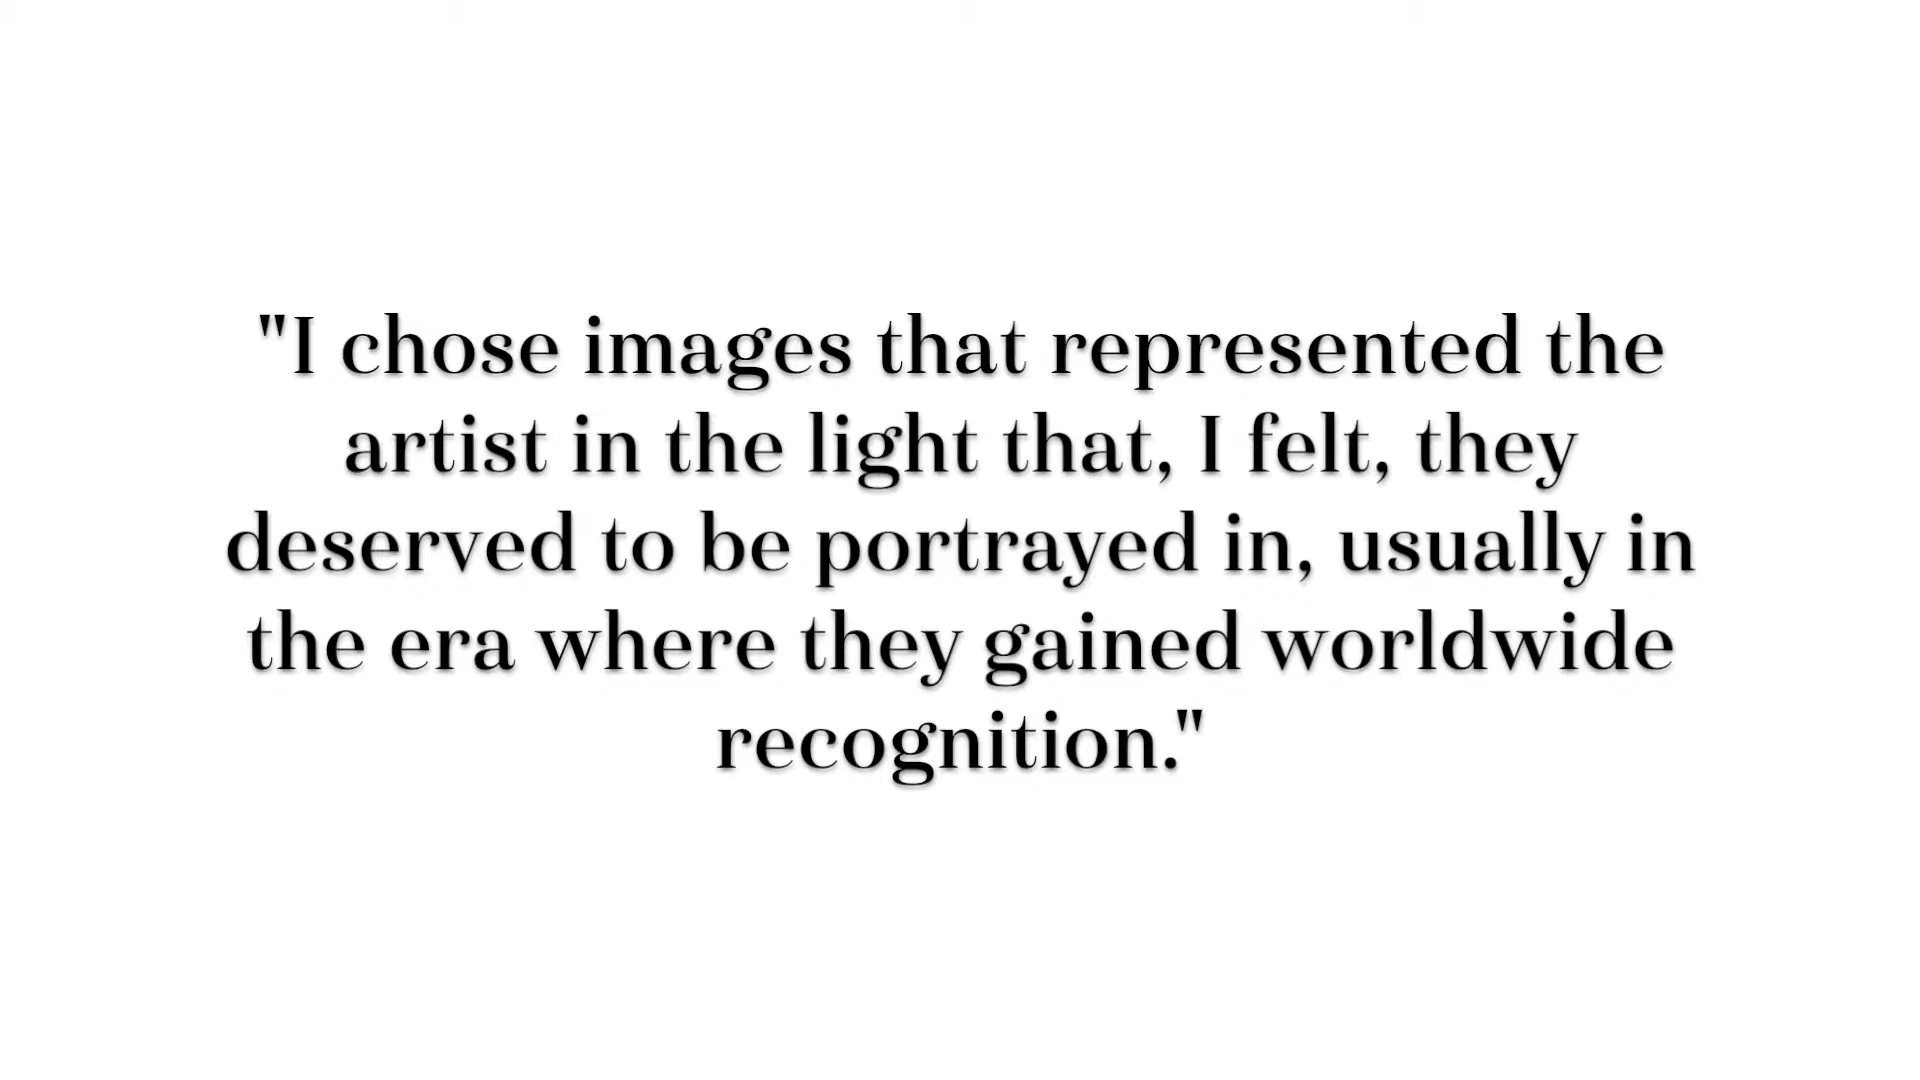 "I chose images that represented the
artist in the light that, I felt, they
deserved to be portrayed in, usually in
the era where they gained worldwide
recognition."